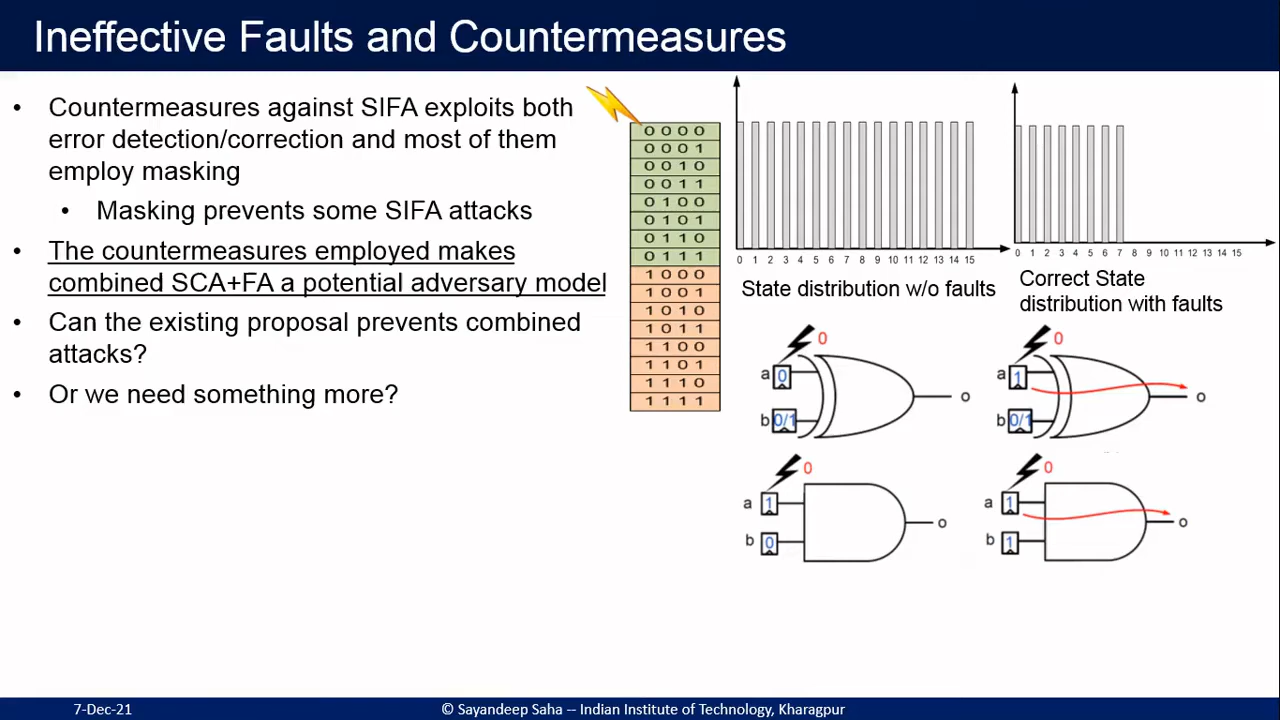 Ineffective Faults and Countermeasures
• Countermeasures against SIFA exploits both
error detection/correction and most of them
employ masking
• Masking prevents some SIFA attacks
• The countermeasures employed makes
combined SCA+FA a potential adversary model
• Can the existing proposal prevents combined
attacks?
• Or we need something more?
0 0 0 0
0 0 0 1
0 0 1 0
0 0 1 1
0 1 0 0
0 1 0 1
0 1 1 0
0 1 1 1
1 0 0 0
1 0 0 1
1 0 1 0
1 0 1 1
1 1 0 0
1 1 0 1
1 1 1 0
1 1 1 1
0 1 2 3 4 5 6 7 8 9 10 11 12 13 14 15
State distribution w/o faults
0 1 2 3 4 5 6 7 8 9 10 11 12 13 14 15
Correct State
distribution with faults
0
a 0
o
b 0/1
0
a 1
o
b 0/1
0
a 1
o
b 0
0
a 1
o
b 1
7-Dec-21
© Sayandeep Saha -- Indian Institute of Technology, Kharagpur